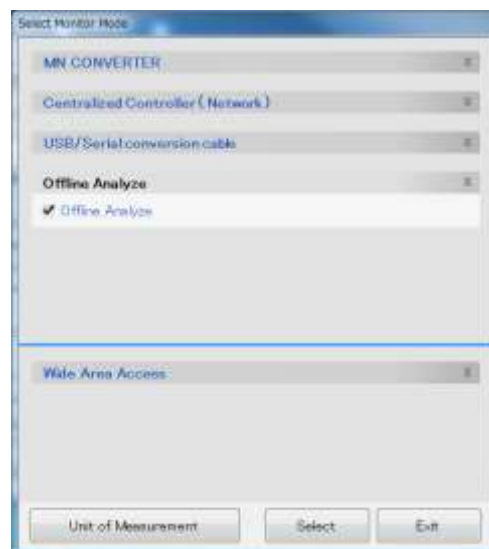 Select Monitor Mode
MN CONVERTER
Centralized Controller ( Network )
USB/Serial conversion cable
Offline Analyze
✔ Offline Analyze
Wide Area Access
Unit of Measurement
Select
Exit